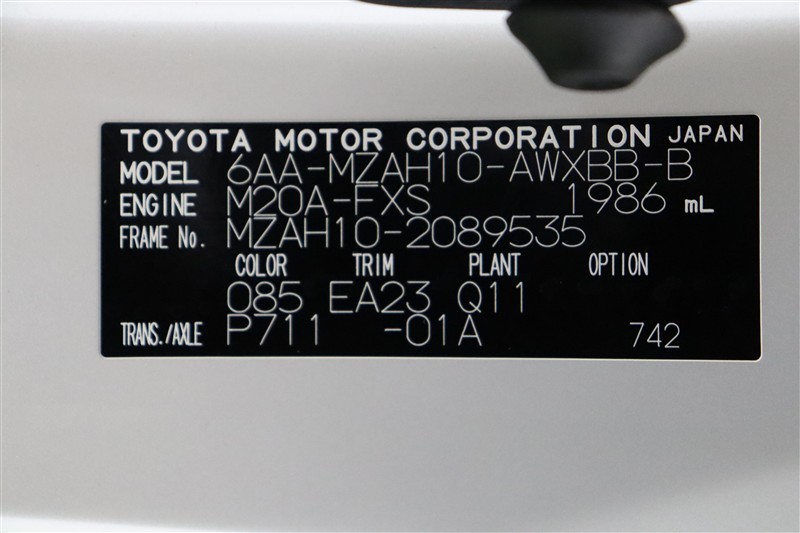 TOYOTA MOTOR CORPORATION JAPAN
MODEL 6AA-MZAH10-AWXBB-B
ENGINE M20A-FXS 1986 mL
FRAME No. MZAH10-2089535
COLOR TRIM PLANT OPTION
085 EA23 Q11
TRANS./AXLE P711 -01A 742